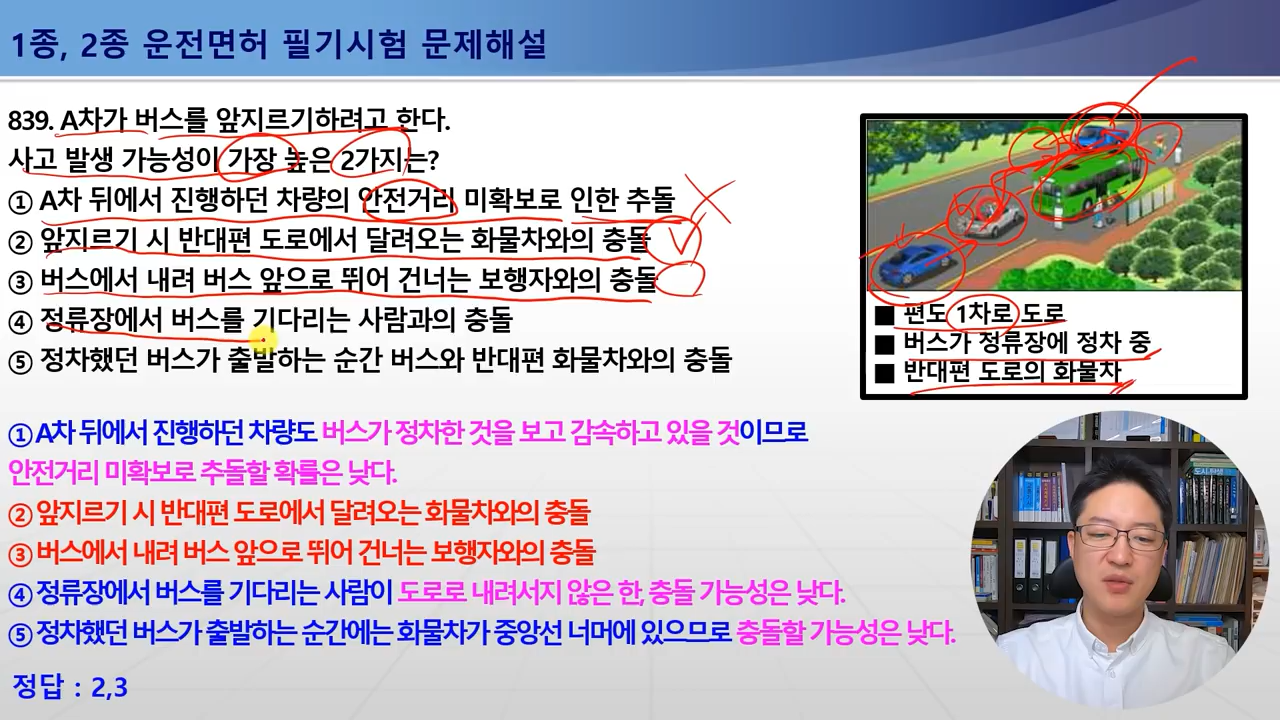 1종, 2종 운전면허 필기시험 문제해설
839. A차가 버스를 앞지르기하려고 한다.
사고 발생 가능성이 가장 높은 2가지는?
① A차 뒤에서 진행하던 차량의 안전거리 미확보로 인한 추돌
② 앞지르기 시 반대편 도로에서 달려오는 화물차와의 충돌
③ 버스에서 내려 버스 앞으로 뛰어 건너는 보행자와의 충돌
④ 정류장에서 버스를 기다리는 사람과의 충돌
⑤ 정차했던 버스가 출발하는 순간 버스와 반대편 화물차와의 충돌
■ 편도 1차로 도로
■ 버스가 정류장에 정차 중
■ 반대편 도로의 화물차
① A차 뒤에서 진행하던 차량도 버스가 정차한 것을 보고 감속하고 있을 것이므로
안전거리 미확보로 추돌할 확률은 낮다.
② 앞지르기 시 반대편 도로에서 달려오는 화물차와의 충돌
③ 버스에서 내려 버스 앞으로 뛰어 건너는 보행자와의 충돌
④ 정류장에서 버스를 기다리는 사람이 도로로 내려서지 않은 한, 충돌 가능성은 낮다.
⑤ 정차했던 버스가 출발하는 순간에는 화물차가 중앙선 너머에 있으므로 충돌할 가능성은 낮다.
정답 : 2,3